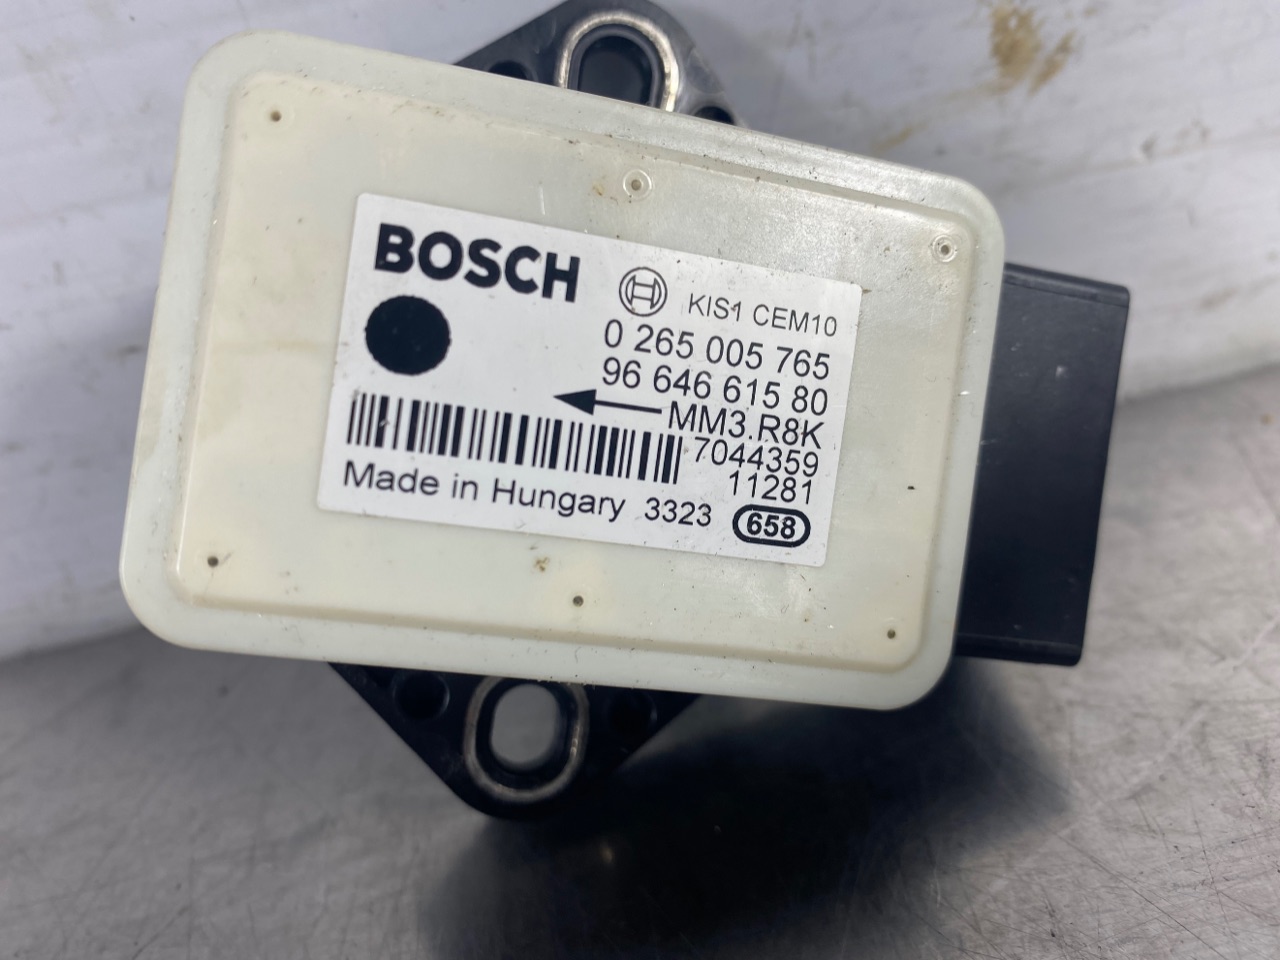 BOSCH
KIS1 CEM10
0 265 005 765
96 646 615 80
MM3.R8K
7044359
11281
Made in Hungary 3323 658